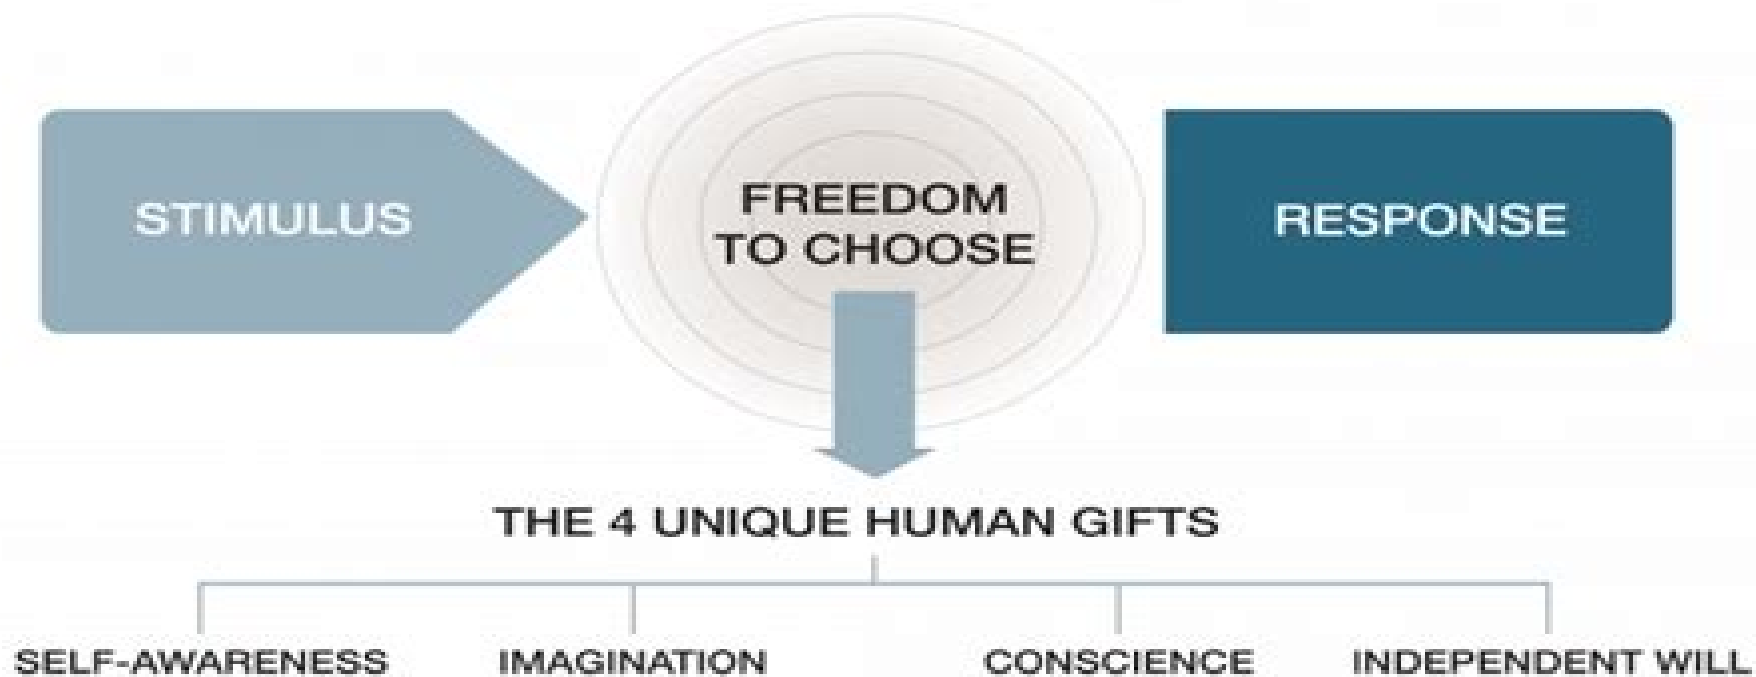 STIMULUS
FREEDOM
TO CHOOSE
RESPONSE
THE 4 UNIQUE HUMAN GIFTS
SELF-AWARENESS
IMAGINATION
CONSCIENCE
INDEPENDENT WILL